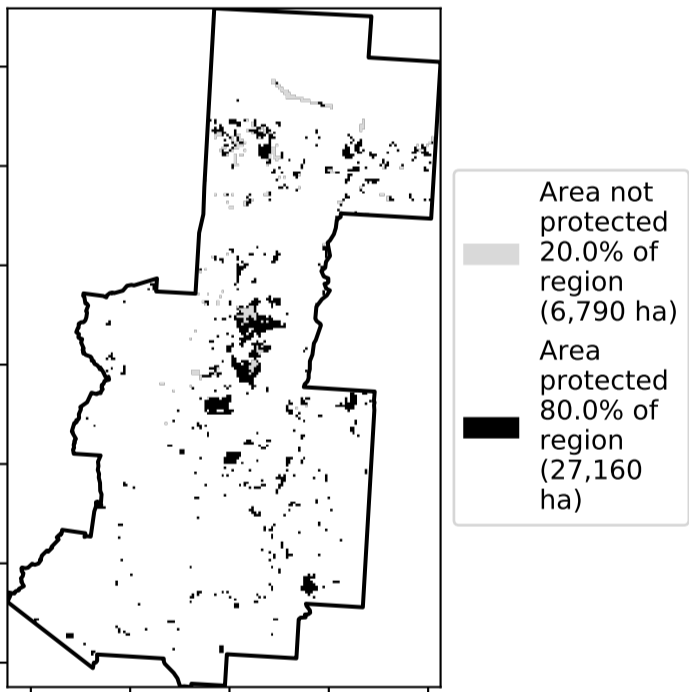 Area not
protected
20.0% of
region
(6,790 ha)
Area
protected
80.0% of
region
(27,160
ha)